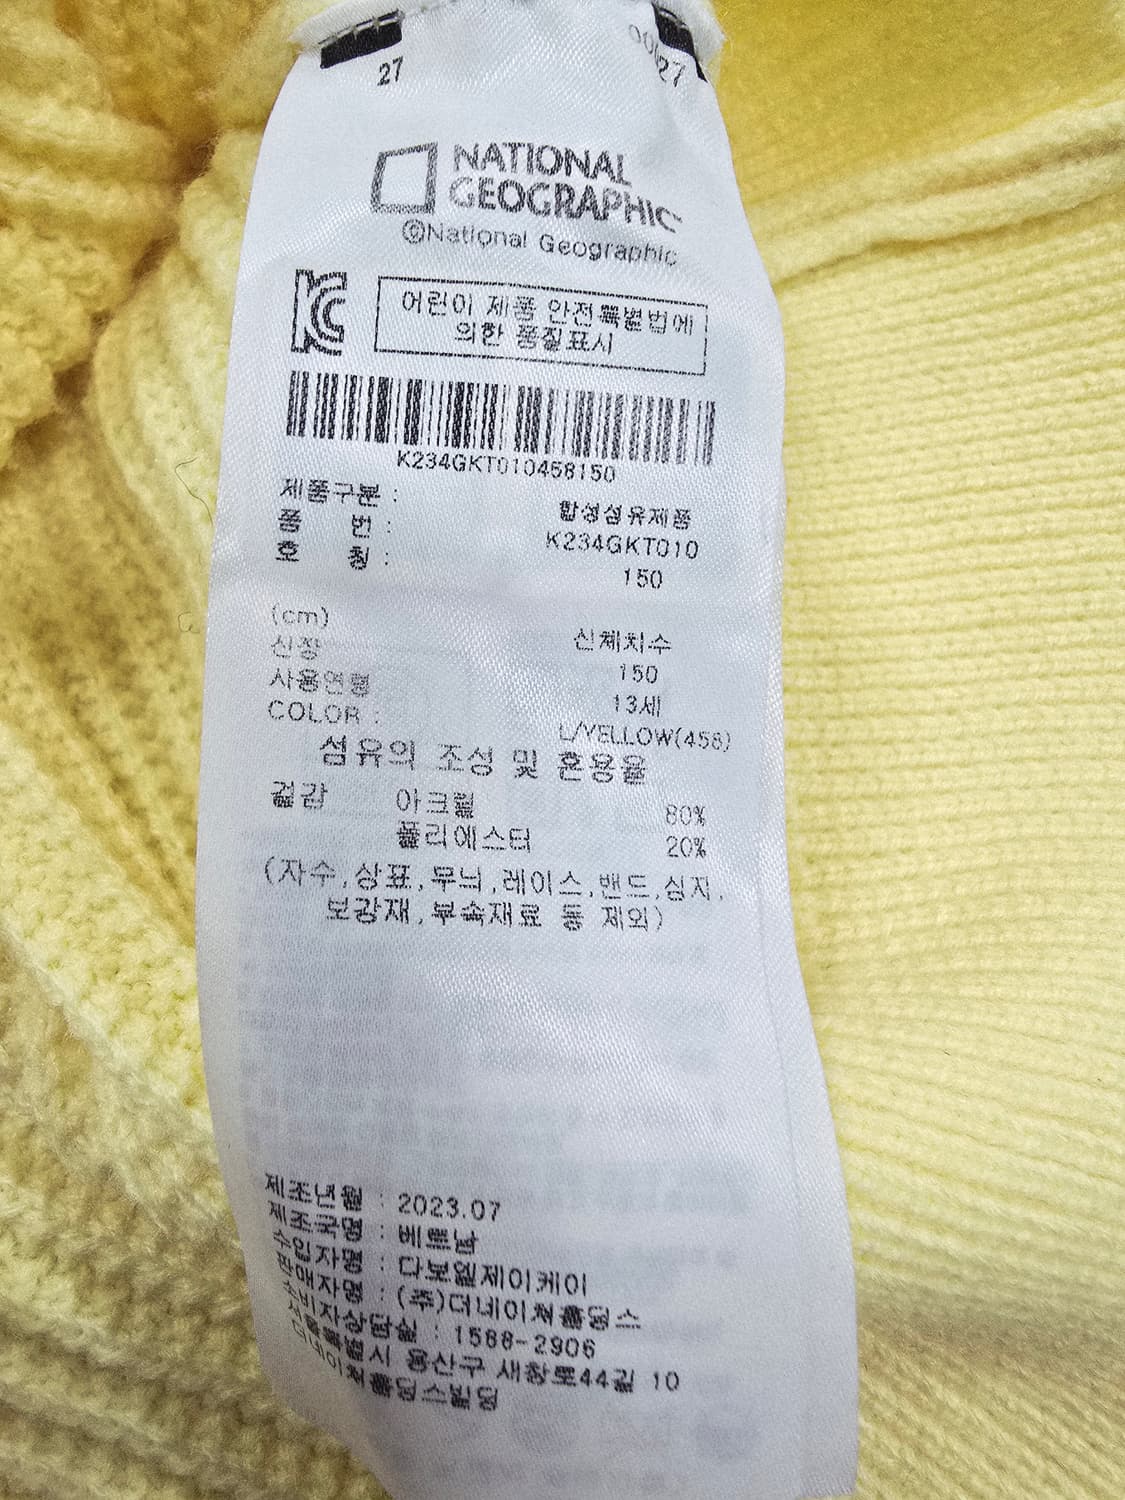 27
27
NATIONAL
GEOGRAPHIC
©National Geographic
KC
어린이 제품 안전특별법에
의한 품질표시
K234GKT010458150
제품구분 : 합성섬유제품
품 번 : K234GKT010
호 칭 : 150
(cm) 신체치수
신장 150
사용연령 13세
COLOR : L/YELLOW(458)
섬유의 조성 및 혼용율
겉감 아크릴 80%
폴리에스터 20%
(자수,상표,무늬,레이스,밴드,심지,
보강재,부속재료 등 제외)
제조년월 : 2023.07
제조국명 : 베트남
수입자명 : 다보엘제이케이
판매자명 : (주)더네이쳐홀딩스
소비자상담실 : 1588-2906
서울특별시 용산구 새창로44길 10
더네이쳐홀딩스빌딩